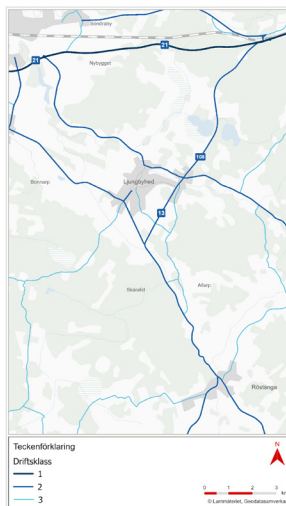 21
21
Nybygget
108
Ljungbyhed
13
Skäralid
Allarp
Röstånga
Teckenförklaring
Driftsklass
1
2
3
N
0 1 2 3
km
© Lantmäteriet, Geodatasamverkan